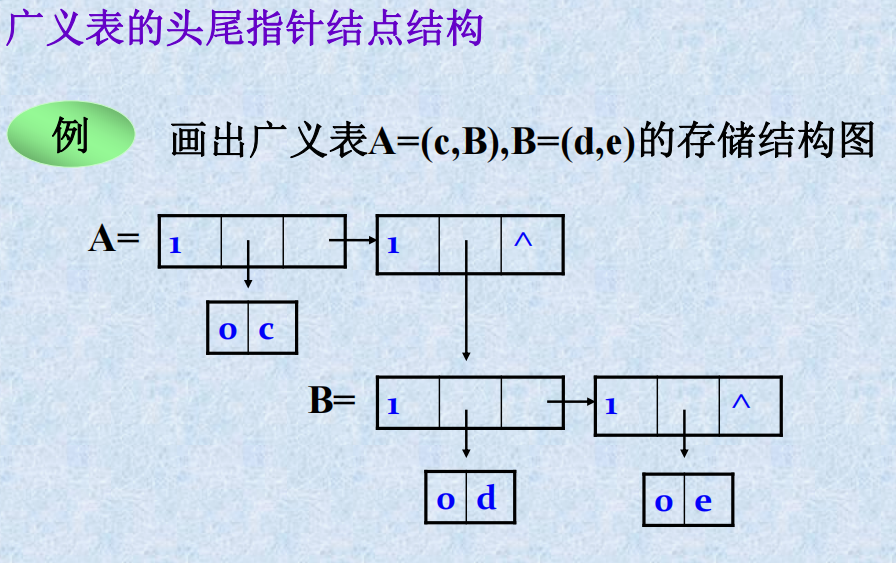 广义表的头尾指针结点结构
例 画出广义表A=(c,B),B=(d,e)的存储结构图
A= 1 1 ^
0 c
B= 1 1 ^
0 d 0 e